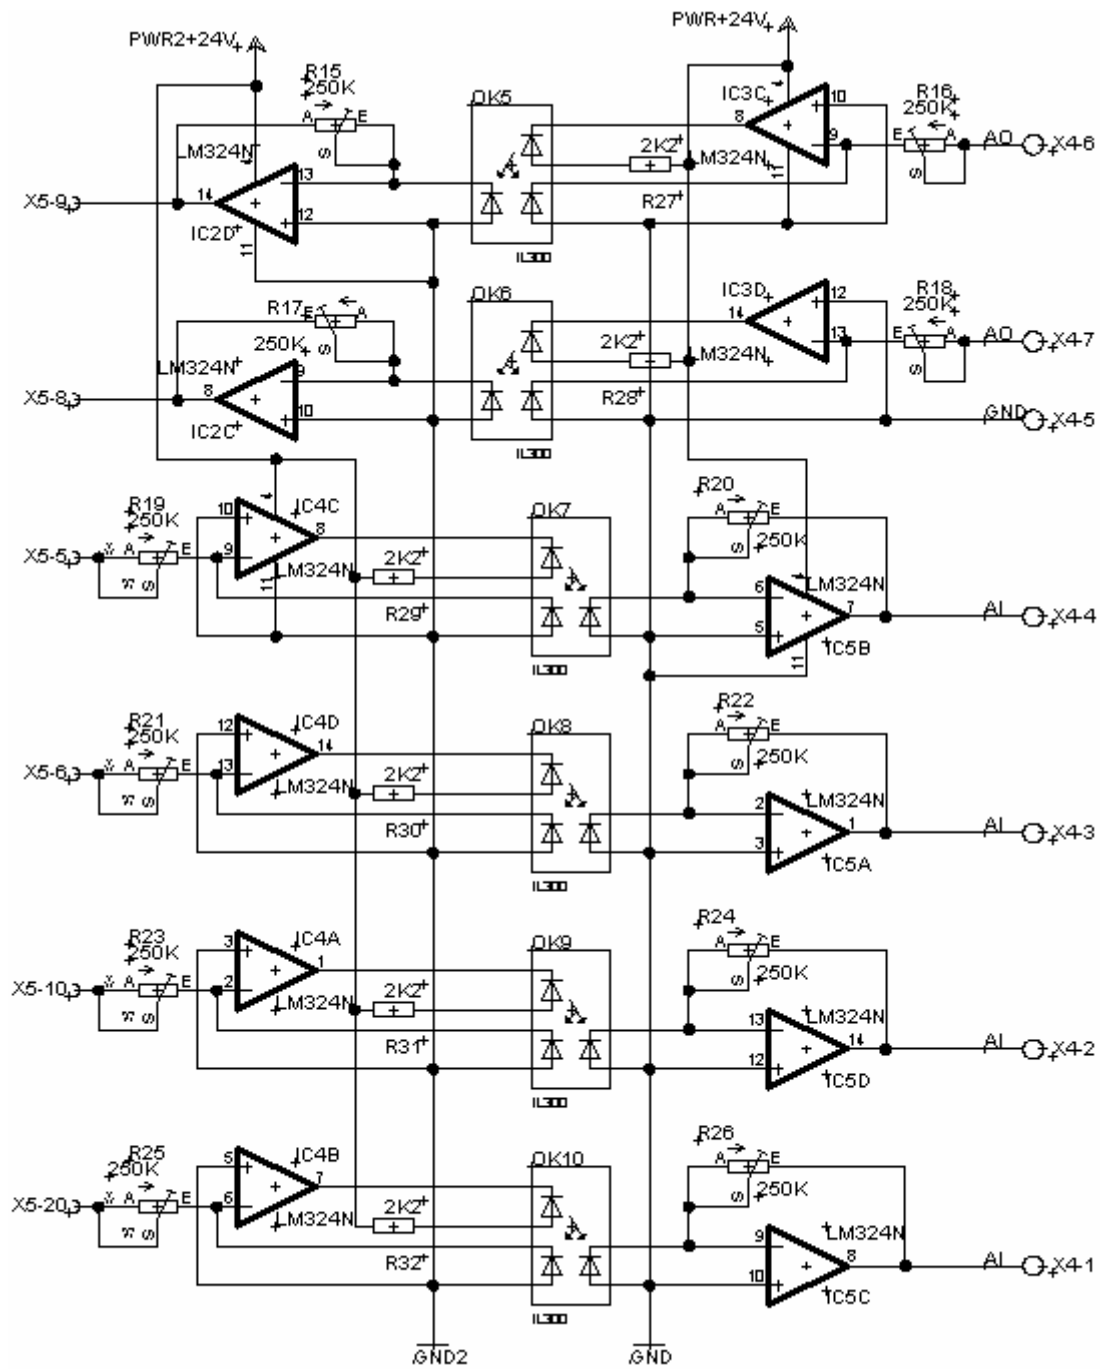 PWR2+24V
PWR+24V
R15
250K
A E
S
OK5
IC3C
8
10
9
11
R16
250K
E A
S
AO
X4-6
LM324N
14
13
12
11
IC2D
X5-9
2K2
R27
LM324N
IL300
R17
250K
E A
S
OK6
IC3D
14
12
13
R18
250K
E A
S
AO
X4-7
LM324N
8
9
10
IC2C
X5-8
2K2
R28
LM324N
IL300
GND
X4-5
R19
250K
X5-5
A E
S
10
9
8
11
IC4C
LM324N
2K2
R29
OK7
IL300
R20
250K
A E
S
LM324N
6
5
7
11
IC5B
AI
X4-4
R21
250K
X5-6
A E
S
12
13
14
IC4D
LM324N
2K2
R30
OK8
IL300
R22
250K
A E
S
LM324N
2
3
1
IC5A
AI
X4-3
R23
250K
X5-10
A E
S
3
2
1
IC4A
LM324N
2K2
R31
OK9
IL300
R24
250K
A E
S
LM324N
13
12
14
IC5D
AI
X4-2
R25
250K
X5-20
A E
S
5
6
7
IC4B
LM324N
2K2
R32
OK10
IL300
R26
250K
A E
S
LM324N
9
10
8
IC5C
AI
X4-1
GND2
GND